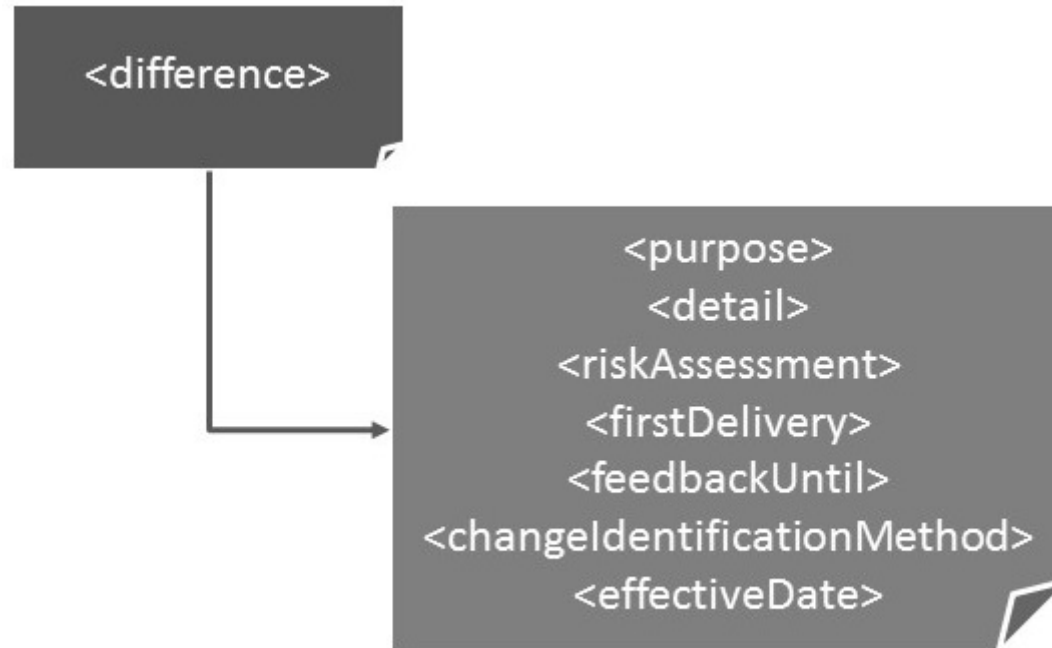 <difference>
<purpose>
<detail>
<riskAssessment>
<firstDelivery>
<feedbackUntil>
<changeIdentificationMethod>
<effectiveDate>